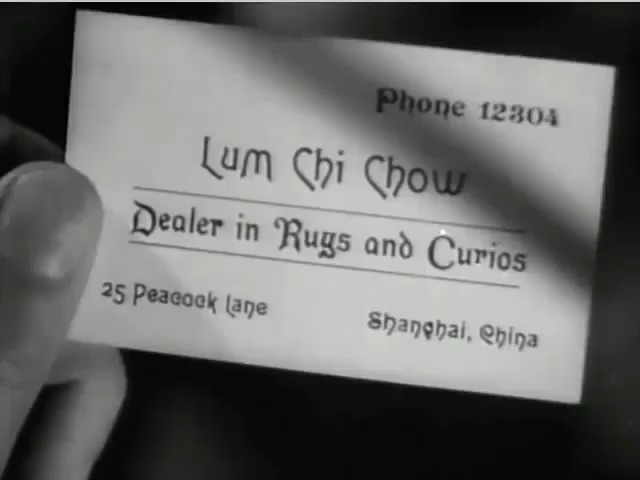 Phone 12304
Lum Chi Chow
Dealer in Rugs and Curios
25 Peacock Lane
Shanghai, China